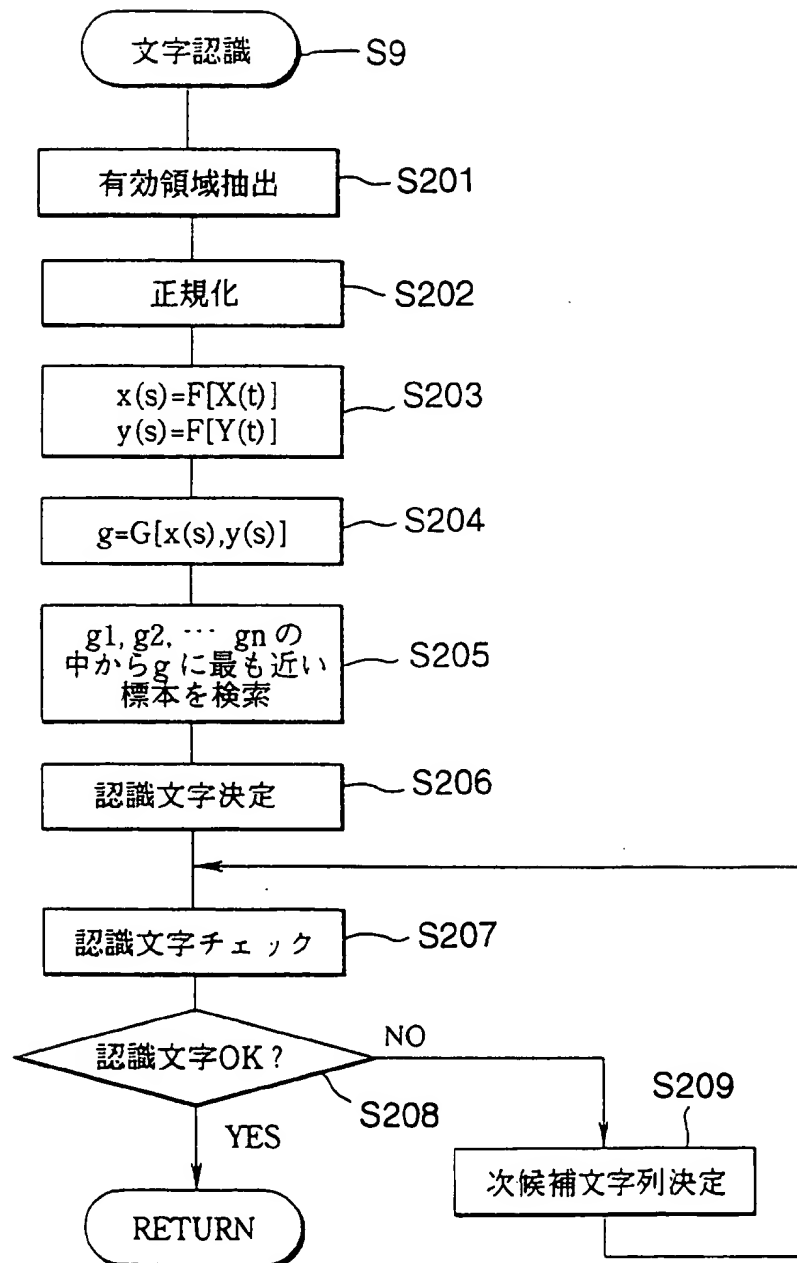 文字認識
S9
有効領域抽出
S201
正規化
S202
x(s)=F[X(t)]
y(s)=F[Y(t)]
S203
g=G[x(s),y(s)]
S204
g1, g2, … gn の
中からg に最も近い
標本を検索
S205
認識文字決定
S206
認識文字チェック
S207
認識文字OK？
NO
S208
YES
S209
次候補文字列決定
RETURN